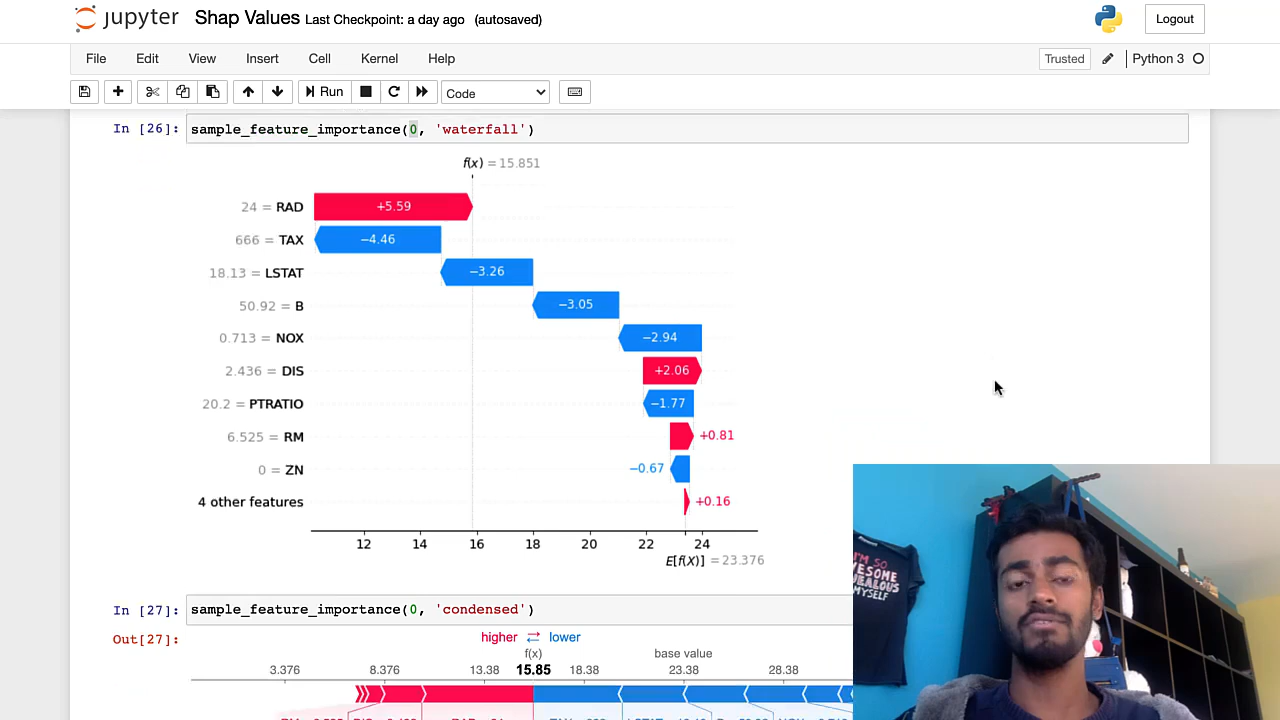 jupyter Shap Values Last Checkpoint: a day ago (autosaved)
Logout
File Edit View Insert Cell Kernel Help
Trusted Python 3
Run Code
In [26]: sample_feature_importance(0, 'waterfall')
f(x) = 15.851
24 = RAD +5.59
666 = TAX −4.46
18.13 = LSTAT −3.26
50.92 = B −3.05
0.713 = NOX −2.94
2.436 = DIS +2.06
20.2 = PTRATIO −1.77
6.525 = RM +0.81
0 = ZN −0.67
4 other features +0.16
12 14 16 18 20 22 24
E[f(X)] = 23.376
In [27]: sample_feature_importance(0, 'condensed')
Out[27]:
higher ⇄ lower
f(x) base value
3.376 8.376 13.38 15.85 18.38 23.38 28.38
I'M SO
MYSELF